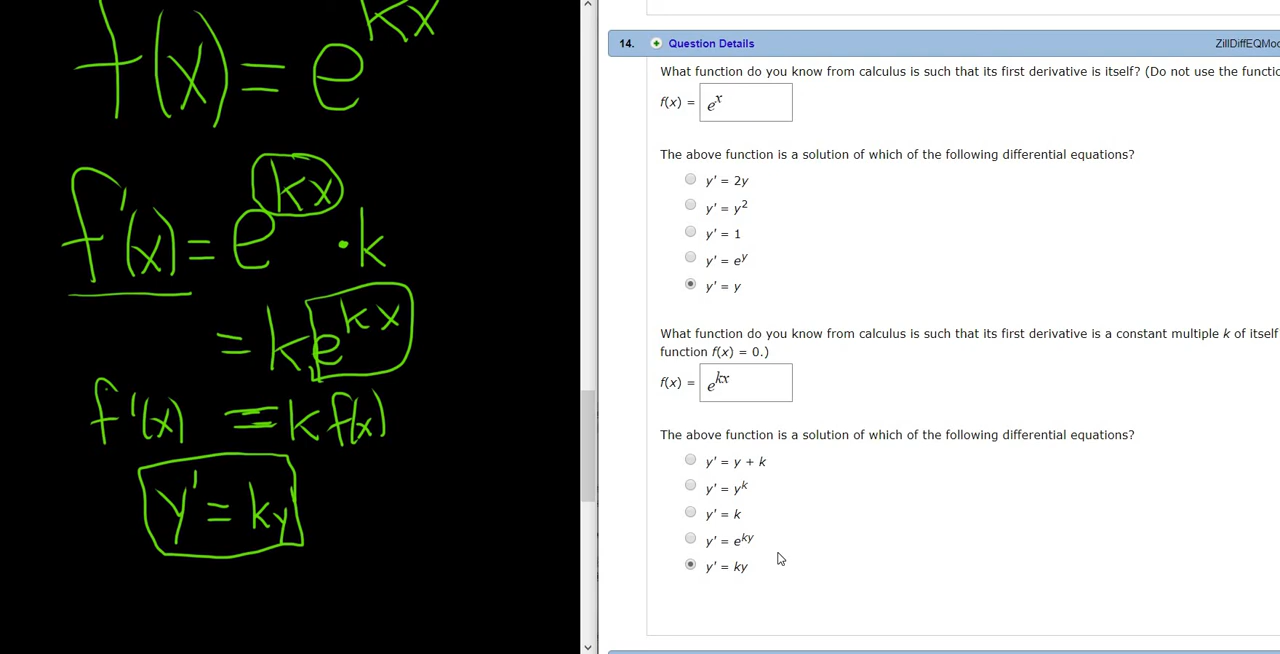 f(x) = e^{kx}
f'(x) = e^{kx} · k
= ke^{kx}
f'(x) = k f(x)
y' = ky
14. + Question Details ZillDiffEQMod
What function do you know from calculus is such that its first derivative is itself? (Do not use the functio
f(x) = e^x
The above function is a solution of which of the following differential equations?
y' = 2y
y' = y^2
y' = 1
y' = e^y
y' = y
What function do you know from calculus is such that its first derivative is a constant multiple k of itself
function f(x) = 0.)
f(x) = e^{kx}
The above function is a solution of which of the following differential equations?
y' = y + k
y' = y^k
y' = k
y' = e^{ky}
y' = ky